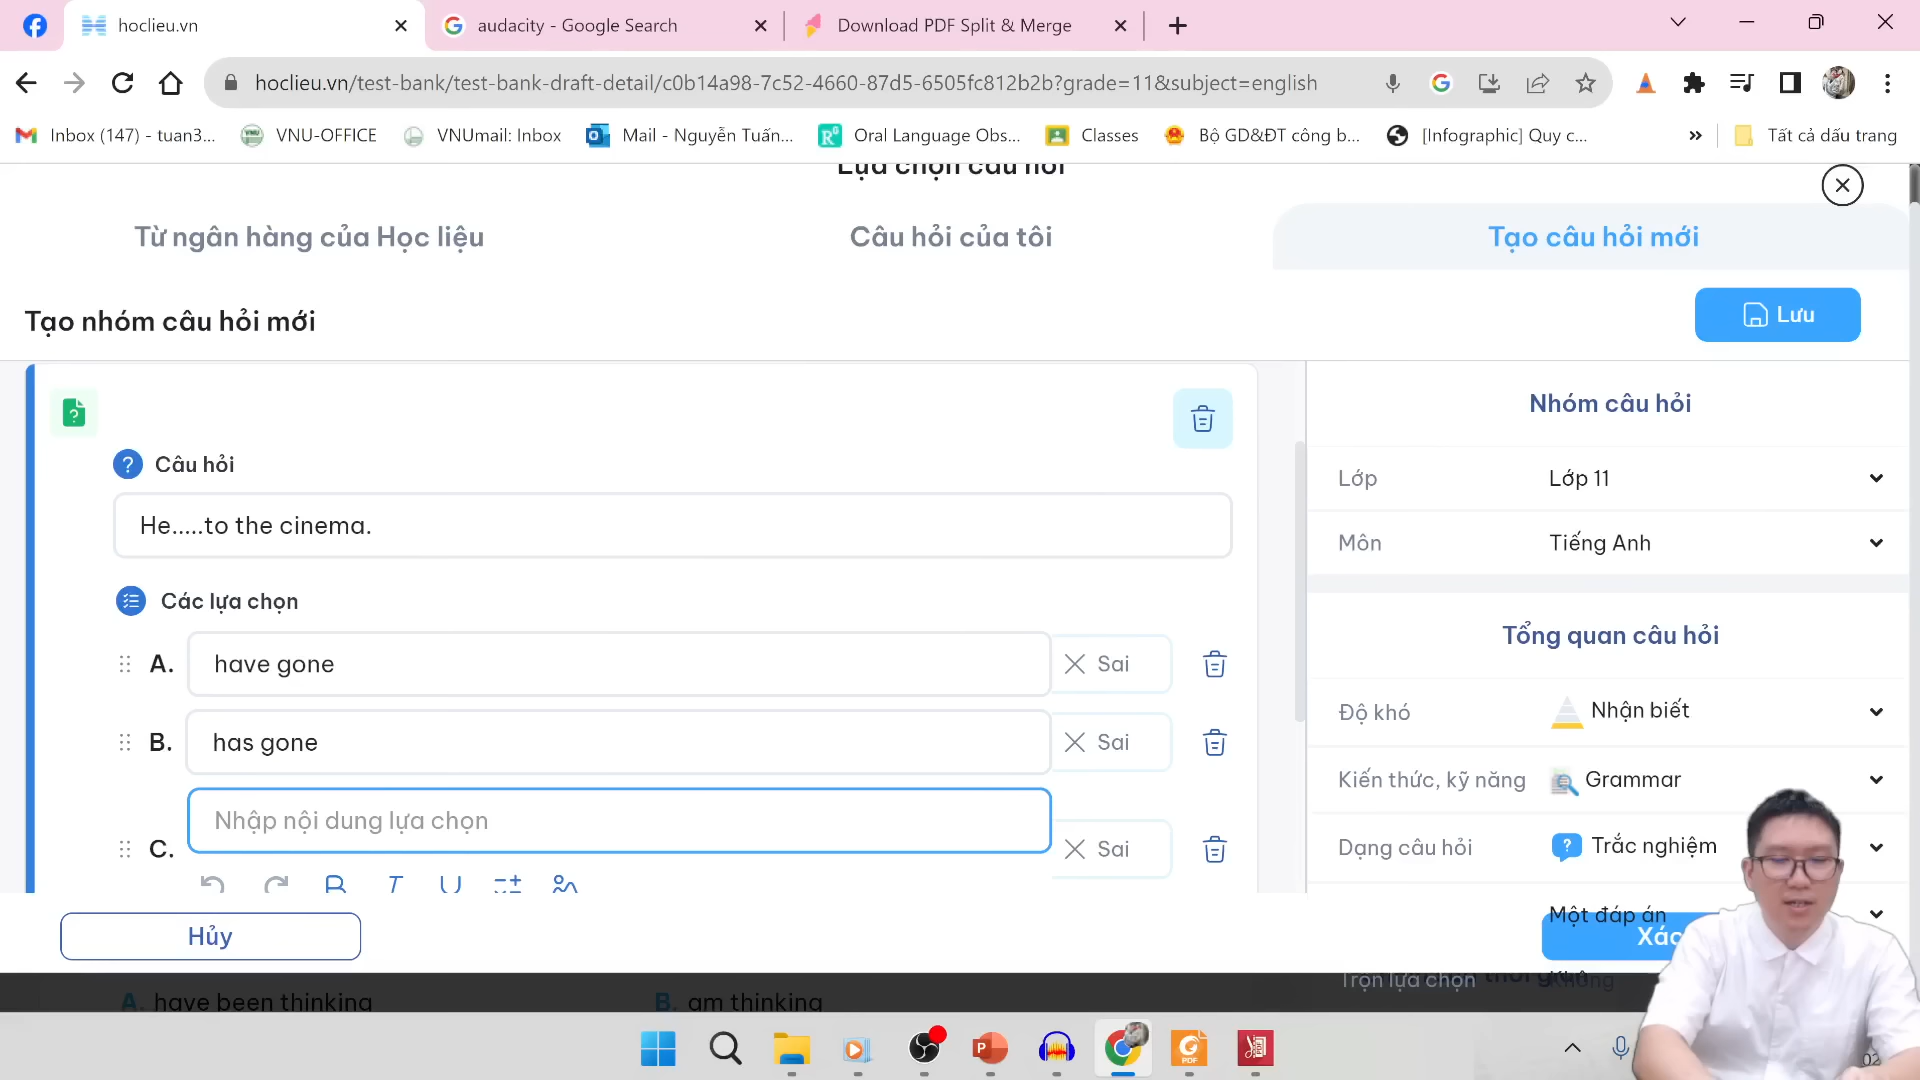 hoclieu.vn
audacity - Google Search
Download PDF Split & Merge
hoclieu.vn/test-bank/test-bank-draft-detail/c0b14a98-7c52-4660-87d5-6505fc812b2b?grade=11&subject=english
Inbox (147) - tuan3...
VNU-OFFICE
VNUmail: Inbox
Mail - Nguyễn Tuấn...
Oral Language Obs...
Classes
Bộ GD&ĐT công b...
[Infographic] Quy c...
Tất cả dấu trang
Lựa chọn câu hỏi
Từ ngân hàng của Học liệu
Câu hỏi của tôi
Tạo câu hỏi mới
Tạo nhóm câu hỏi mới
Lưu
Nhóm câu hỏi
Câu hỏi
Lớp
Lớp 11
He.....to the cinema.
Môn
Tiếng Anh
Các lựa chọn
Tổng quan câu hỏi
A.
have gone
Sai
Độ khó
Nhận biết
B.
has gone
Sai
Kiến thức, kỹ năng
Grammar
Nhập nội dung lựa chọn
C.
Sai
Dạng câu hỏi
Trắc nghiệm
Một đáp án
Hủy
Xác
Trộn lựa chọn
Không
A. have been thinking
B. am thinking